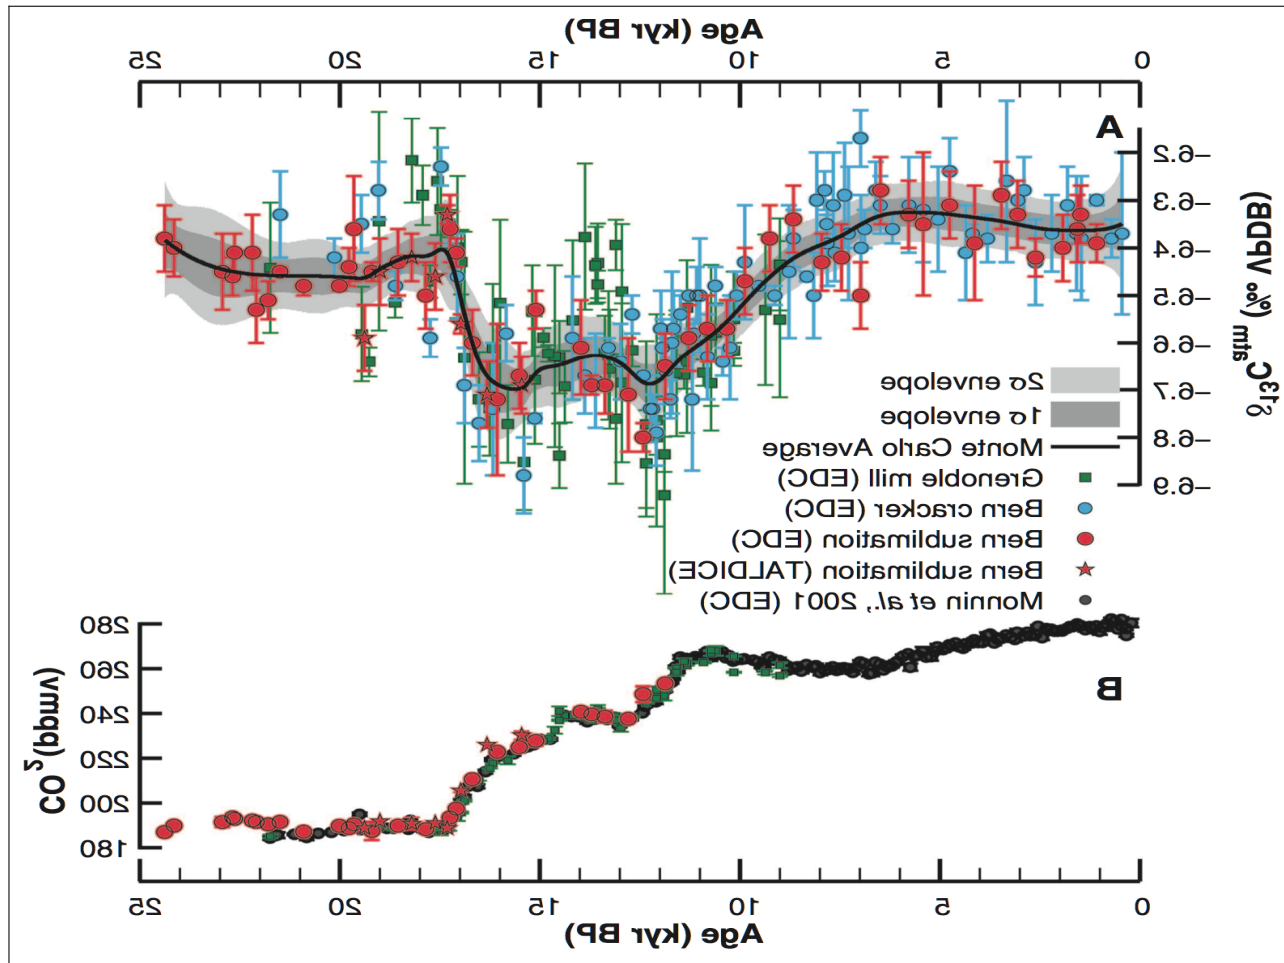 Age (kyr BP)
0 5 10 15 20 25
A
–6.2
–6.3
–6.4
–6.5
–6.6
–6.7
–6.8
–6.9
δ¹³Cₐₜₘ (‰ VPDB)
2σ envelope
1σ envelope
Monte Carlo Average
Grenoble mill (EDC)
Bern cracker (EDC)
Bern sublimation (EDC)
Bern sublimation (TALDICE)
Monnin et al., 2001 (EDC)
B
280
260
240
220
200
180
CO₂(ppmv)
0 5 10 15 20 25
Age (kyr BP)